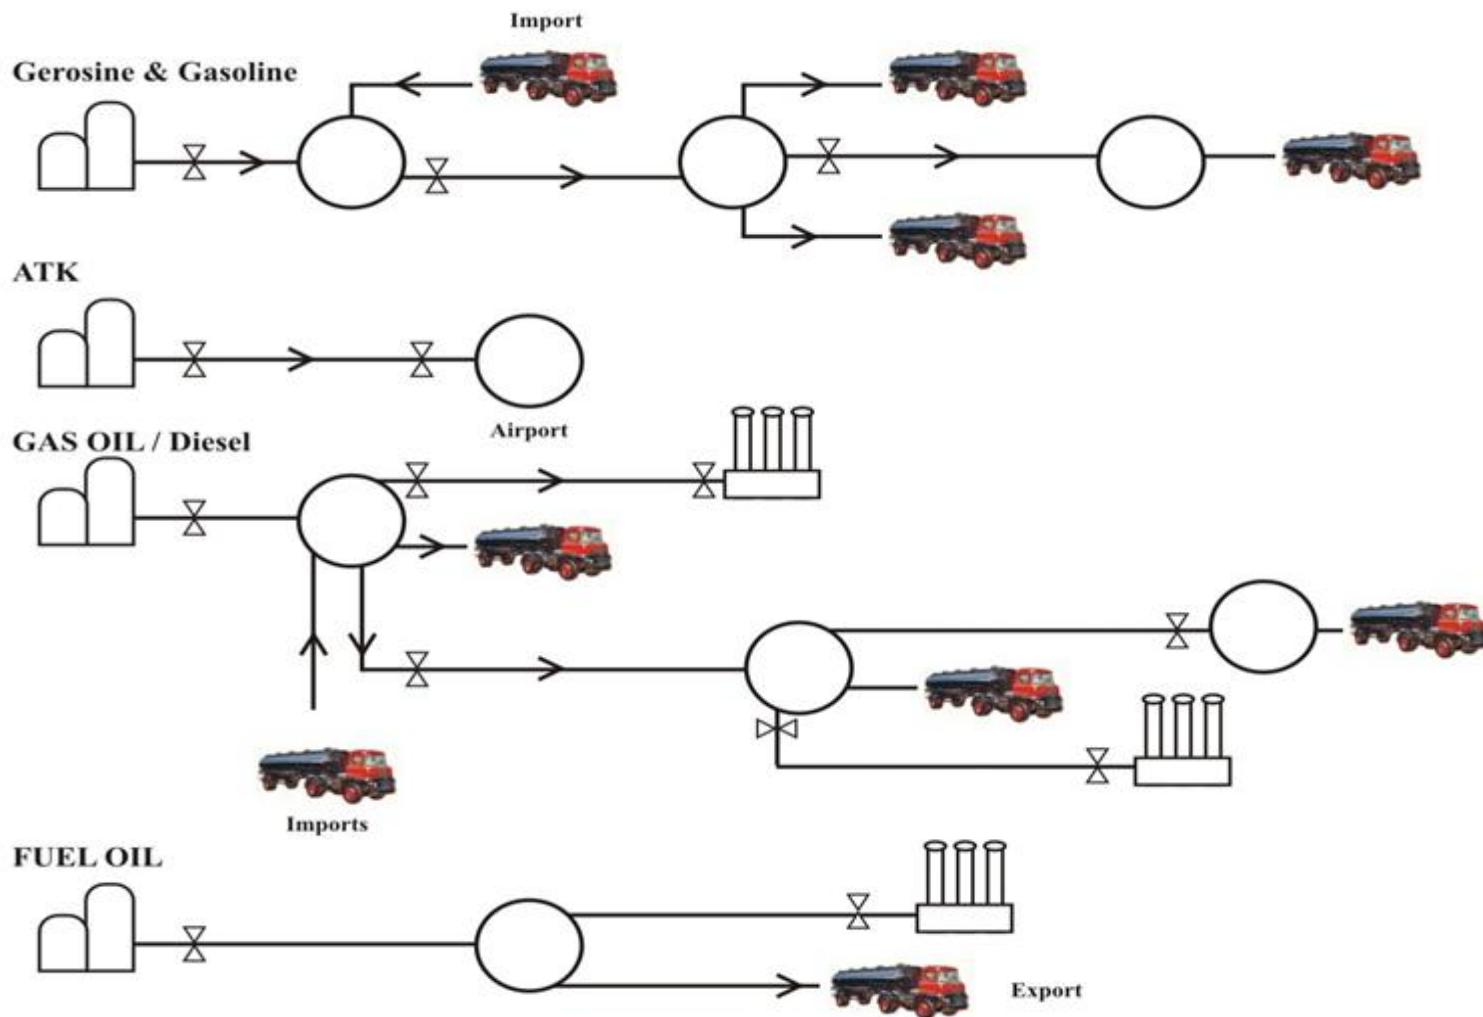 Import
Gerosine & Gasoline
ATK
Airport
GAS OIL / Diesel
Imports
FUEL OIL
Export